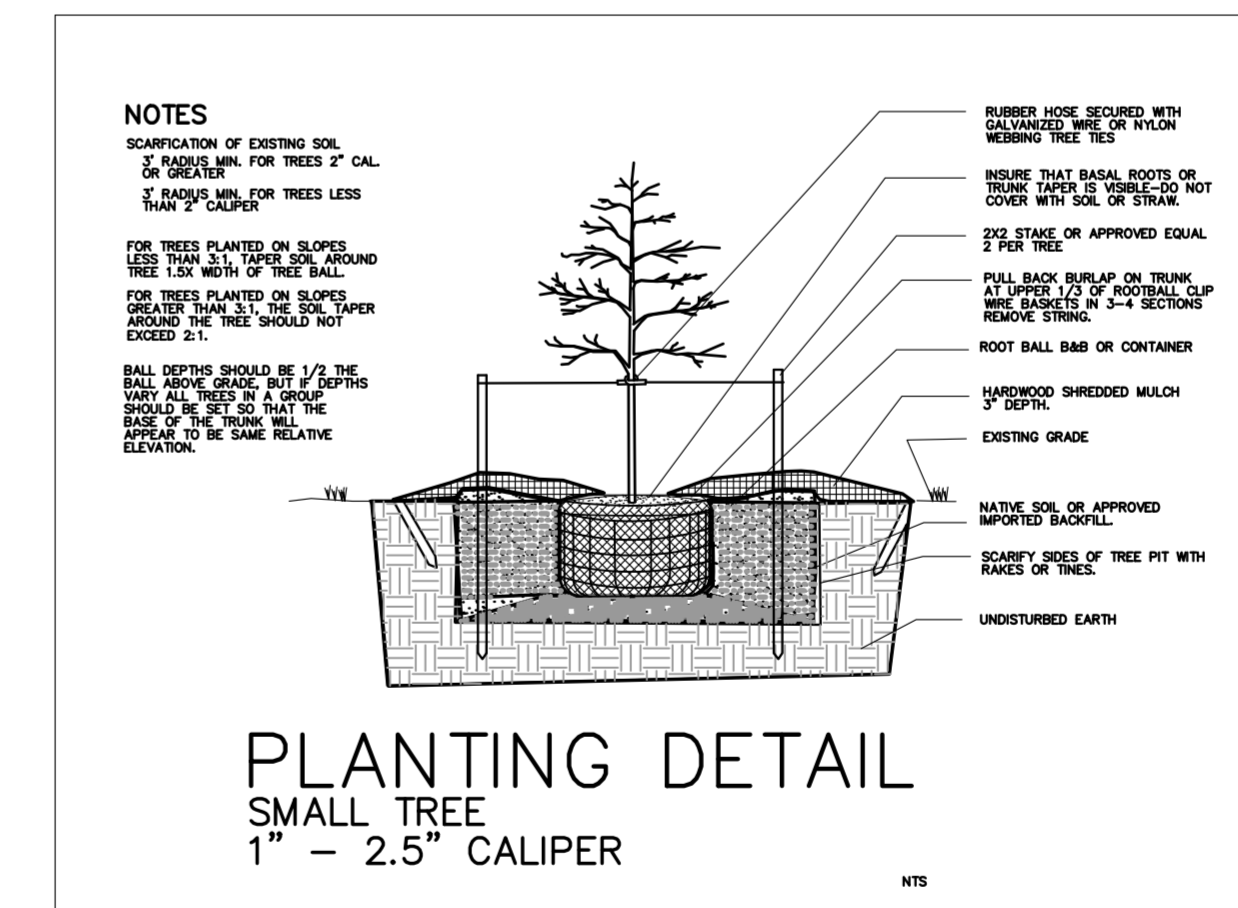 NOTES
SCARFICATION OF EXISTING SOIL
3' RADIUS MIN. FOR TREES 2" CAL.
OR GREATER
3' RADIUS MIN. FOR TREES LESS
THAN 2" CALIPER
FOR TREES PLANTED ON SLOPES
LESS THAN 3:1, TAPER SOIL AROUND
TREE 1.5X WIDTH OF TREE BALL.
FOR TREES PLANTED ON SLOPES
GREATER THAN 3:1, THE SOIL TAPER
AROUND THE TREE SHOULD NOT
EXCEED 2:1.
BALL DEPTHS SHOULD BE 1/2 THE
BALL ABOVE GRADE, BUT IF DEPTHS
VARY ALL TREES IN A GROUP
SHOULD BE SET SO THAT THE
BASE OF THE TRUNK WILL
APPEAR TO BE SAME RELATIVE
ELEVATION.
RUBBER HOSE SECURED WITH
GALVANIZED WIRE OR NYLON
WEBBING TREE TIES
INSURE THAT BASAL ROOTS OR
TRUNK TAPER IS VISIBLE-DO NOT
COVER WITH SOIL OR STRAW.
2X2 STAKE OR APPROVED EQUAL
2 PER TREE
PULL BACK BURLAP ON TRUNK
AT UPPER 1/3 OF ROOTBALL CLIP
WIRE BASKETS IN 3-4 SECTIONS
REMOVE STRING.
ROOT BALL B&B OR CONTAINER
HARDWOOD SHREDDED MULCH
3" DEPTH.
EXISTING GRADE
NATIVE SOIL OR APPROVED
IMPORTED BACKFILL.
SCARIFY SIDES OF TREE PIT WITH
RAKES OR TINES.
UNDISTURBED EARTH
PLANTING DETAIL
SMALL TREE
1" - 2.5" CALIPER
NTS